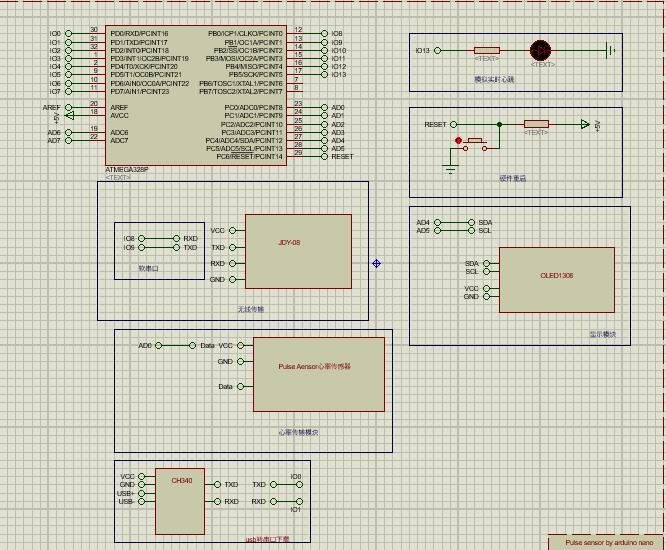 IO0 30 PD0/RXD/PCINT16 PB0/ICP1/CLKO/PCINT0 12 IO8
IO1 31 PD1/TXD/PCINT17 PB1/OC1A/PCINT1 13 IO9
IO2 32 PD2/INT0/PCINT18 PB2/SS/OC1B/PCINT2 14 IO10
IO3 1 PD3/INT1/OC2B/PCINT19 PB3/MOSI/OC2A/PCINT3 15 IO11
IO4 2 PD4/T0/XCK/PCINT20 PB4/MISO/PCINT4 16 IO12
IO5 9 PD5/T1/OC0B/PCINT21 PB5/SCK/PCINT5 17 IO13
IO6 10 PD6/AIN0/OC0A/PCINT22 PB6/TOSC1/XTAL1/PCINT6 7
IO7 11 PD7/AIN1/PCINT23 PB7/TOSC2/XTAL2/PCINT7 8
AREF 20 AREF PC0/ADC0/PCINT8 23 AD0
+5V 18 AVCC PC1/ADC1/PCINT9 24 AD1
PC2/ADC2/PCINT10 25 AD2
AD6 19 ADC6 PC3/ADC3/PCINT11 26 AD3
AD7 22 ADC7 PC4/ADC4/SDA/PCINT12 27 AD4
PC5/ADC5/SCL/PCINT13 28 AD5
PC6/RESET/PCINT14 29 RESET
ATMEGA328P
<TEXT>
IO13
<TEXT>
<TEXT>
模拟实时心跳
RESET
+5V
<TEXT>
硬件重启
IO8 RXD
IO9 TXD
软串口
VCC
TXD
RXD
GND
JDY-08
无线传输
AD4 SDA
AD5 SCL
SDA
SCL
VCC
GND
OLED1306
显示模块
AD0 Data VCC
GND
Data
Pulse Aensor心率传感器
心率传输模块
VCC
GND
USB+
USB-
CH340
TXD TXD IO0
RXD RXD IO1
usb转串口下载
Pulse sensor by arduino nano